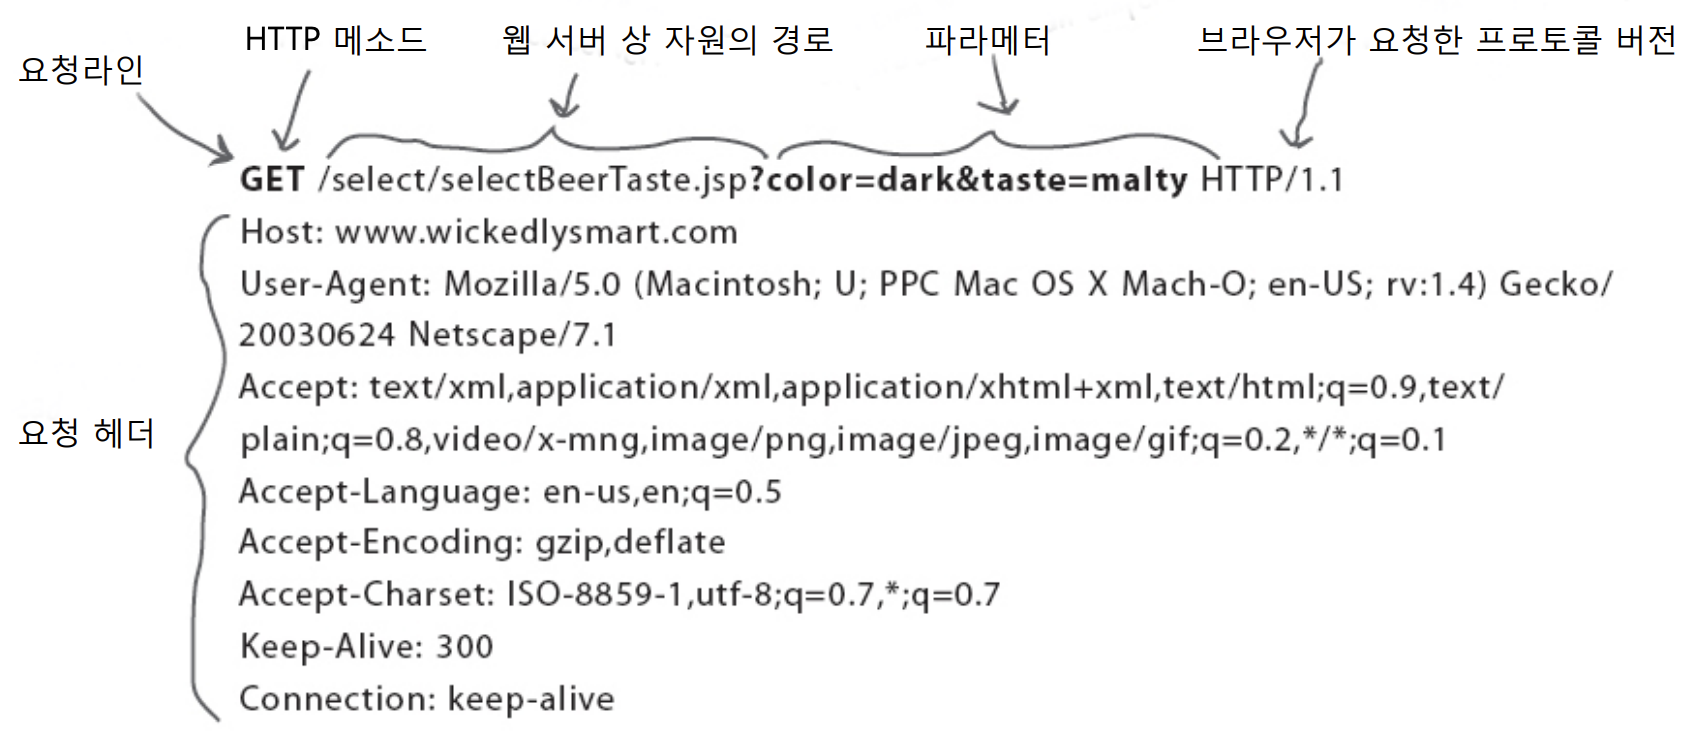 HTTP 메소드 웹 서버 상 자원의 경로 파라메터 브라우저가 요청한 프로토콜 버전
요청라인
GET /select/selectBeerTaste.jsp?color=dark&taste=malty HTTP/1.1
Host: www.wickedlysmart.com
User-Agent: Mozilla/5.0 (Macintosh; U; PPC Mac OS X Mach-O; en-US; rv:1.4) Gecko/
20030624 Netscape/7.1
Accept: text/xml,application/xml,application/xhtml+xml,text/html;q=0.9,text/
요청 헤더
plain;q=0.8,video/x-mng,image/png,image/jpeg,image/gif;q=0.2,*/*;q=0.1
Accept-Language: en-us,en;q=0.5
Accept-Encoding: gzip,deflate
Accept-Charset: ISO-8859-1,utf-8;q=0.7,*;q=0.7
Keep-Alive: 300
Connection: keep-alive